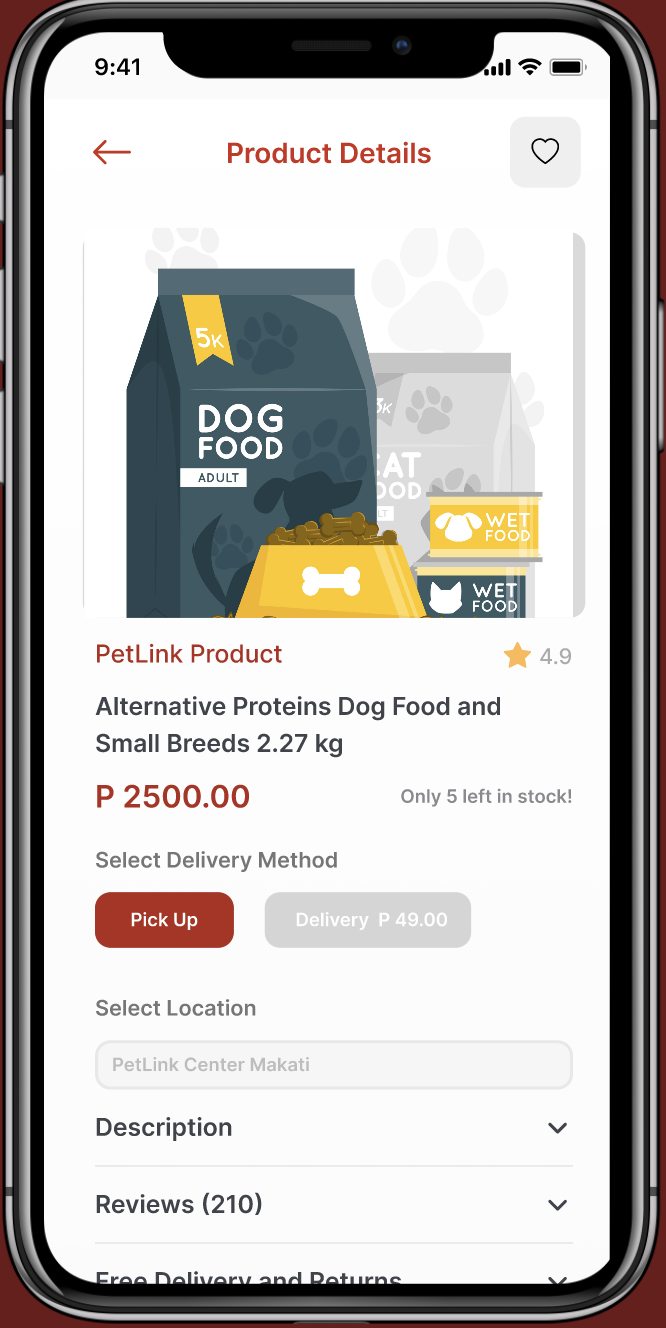 9:41
Product Details
5K
DOG
FOOD
ADULT
3K
CAT
FOOD
WET
FOOD
WET
FOOD
PetLink Product
4.9
Alternative Proteins Dog Food and
Small Breeds 2.27 kg
P 2500.00
Only 5 left in stock!
Select Delivery Method
Pick Up
Delivery P 49.00
Select Location
PetLink Center Makati
Description
Reviews (210)
Free Delivery and Returns